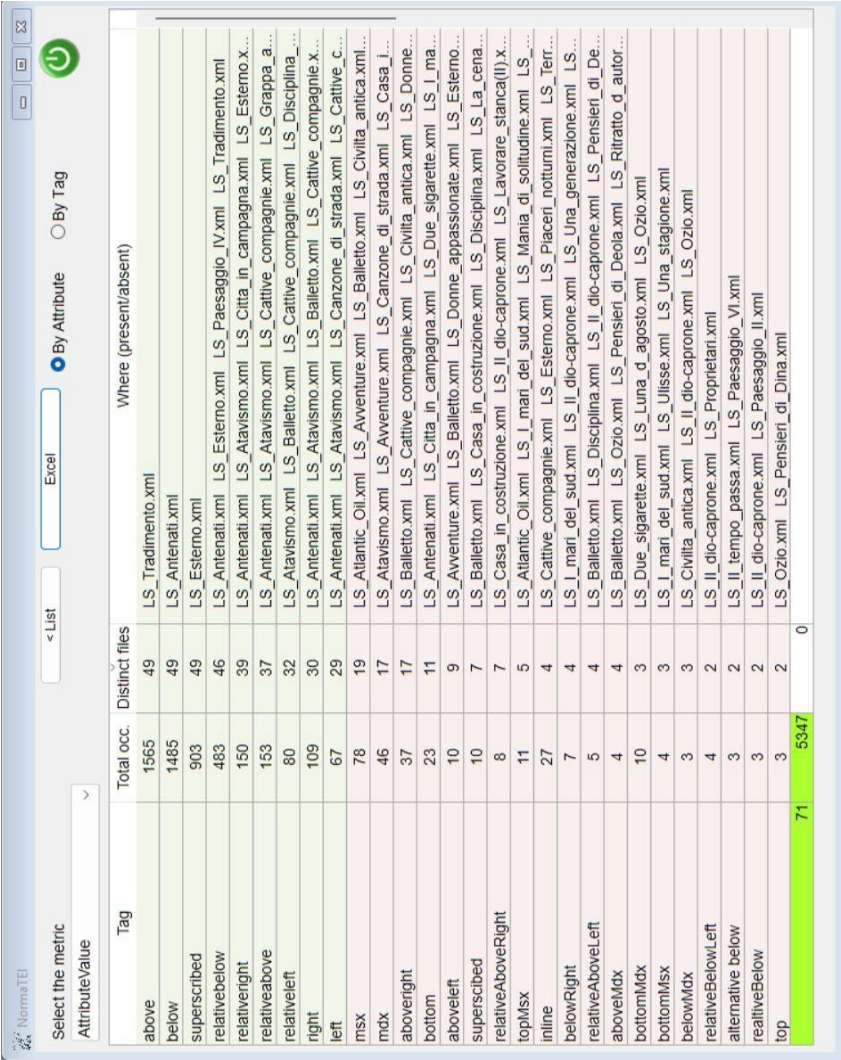 NormaTEI
Select the metric
AttributeValue
< List
Excel
By Attribute
By Tag
Tag Total occ. Distinct files Where (present/absent)
above 1565 49 LS_Tradimento.xml
below 1485 49 LS_Antenati.xml
superscribed 903 49 LS_Esterno.xml
relativebelow 483 46 LS_Antenati.xml LS_Esterno.xml LS_Paesaggio_IV.xml LS_Tradimento.xml
relativeright 150 39 LS_Antenati.xml LS_Atavismo.xml LS_Citta_in_campagna.xml LS_Esterno.x...
relativeabove 153 37 LS_Antenati.xml LS_Atavismo.xml LS_Cattive_compagnie.xml LS_Grappa_a...
relativeleft 80 32 LS_Atavismo.xml LS_Balletto.xml LS_Cattive_compagnie.xml LS_Disciplina_...
right 109 30 LS_Antenati.xml LS_Atavismo.xml LS_Balletto.xml LS_Cattive_compagnie.x...
left 67 29 LS_Antenati.xml LS_Atavismo.xml LS_Canzone_di_strada.xml LS_Cattive_c...
msx 78 19 LS_Atlantic_Oil.xml LS_Avventure.xml LS_Balletto.xml LS_Civilta_antica.xml...
mdx 46 17 LS_Atavismo.xml LS_Avventure.xml LS_Canzone_di_strada.xml LS_Casa_i...
aboveright 37 17 LS_Balletto.xml LS_Cattive_compagnie.xml LS_Civilta_antica.xml LS_Donne...
bottom 23 11 LS_Antenati.xml LS_Citta_in_campagna.xml LS_Due_sigarette.xml LS_I_ma...
aboveleft 10 9 LS_Avventure.xml LS_Balletto.xml LS_Donne_appassionate.xml LS_Esterno...
superscibed 10 7 LS_Balletto.xml LS_Casa_in_costruzione.xml LS_Disciplina.xml LS_La_cena...
relativeAboveRight 8 7 LS_Casa_in_costruzione.xml LS_Il_dio-caprone.xml LS_Lavorare_stanca(II).x...
topMsx 11 5 LS_Atlantic_Oil.xml LS_I_mari_del_sud.xml LS_Mania_di_solitudine.xml LS_...
inline 27 4 LS_Cattive_compagnie.xml LS_Esterno.xml LS_Piaceri_notturni.xml LS_Terr...
belowRight 7 4 LS_I_mari_del_sud.xml LS_Il_dio-caprone.xml LS_Una_generazione.xml LS...
relativeAboveLeft 5 4 LS_Balletto.xml LS_Disciplina.xml LS_Il_dio-caprone.xml LS_Pensieri_di_De...
aboveMdx 4 4 LS_Balletto.xml LS_Ozio.xml LS_Pensieri_di_Deola.xml LS_Ritratto_d_autor...
bottomMdx 10 3 LS_Due_sigarette.xml LS_Luna_d_agosto.xml LS_Ozio.xml
bottomMsx 4 3 LS_I_mari_del_sud.xml LS_Ulisse.xml LS_Una_stagione.xml
belowMdx 3 3 LS_Civilta_antica.xml LS_Il_dio-caprone.xml LS_Ozio.xml
relativeBelowLeft 4 2 LS_Il_dio-caprone.xml LS_Proprietari.xml
alternative below 3 2 LS_Il_tempo_passa.xml LS_Paesaggio_VI.xml
realtiveBelow 3 2 LS_Il_dio-caprone.xml LS_Paesaggio_II.xml
top 3 2 LS_Ozio.xml LS_Pensieri_di_Dina.xml
71 5347 0